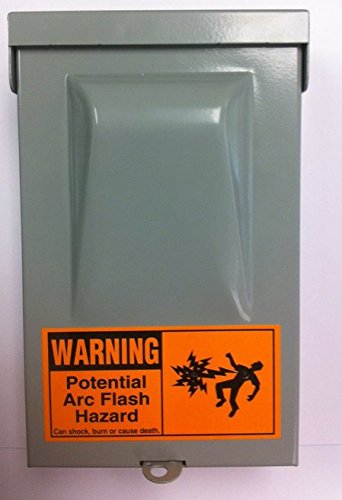 WARNING
Potential
Arc Flash
Hazard
Can shock, burn or cause death.